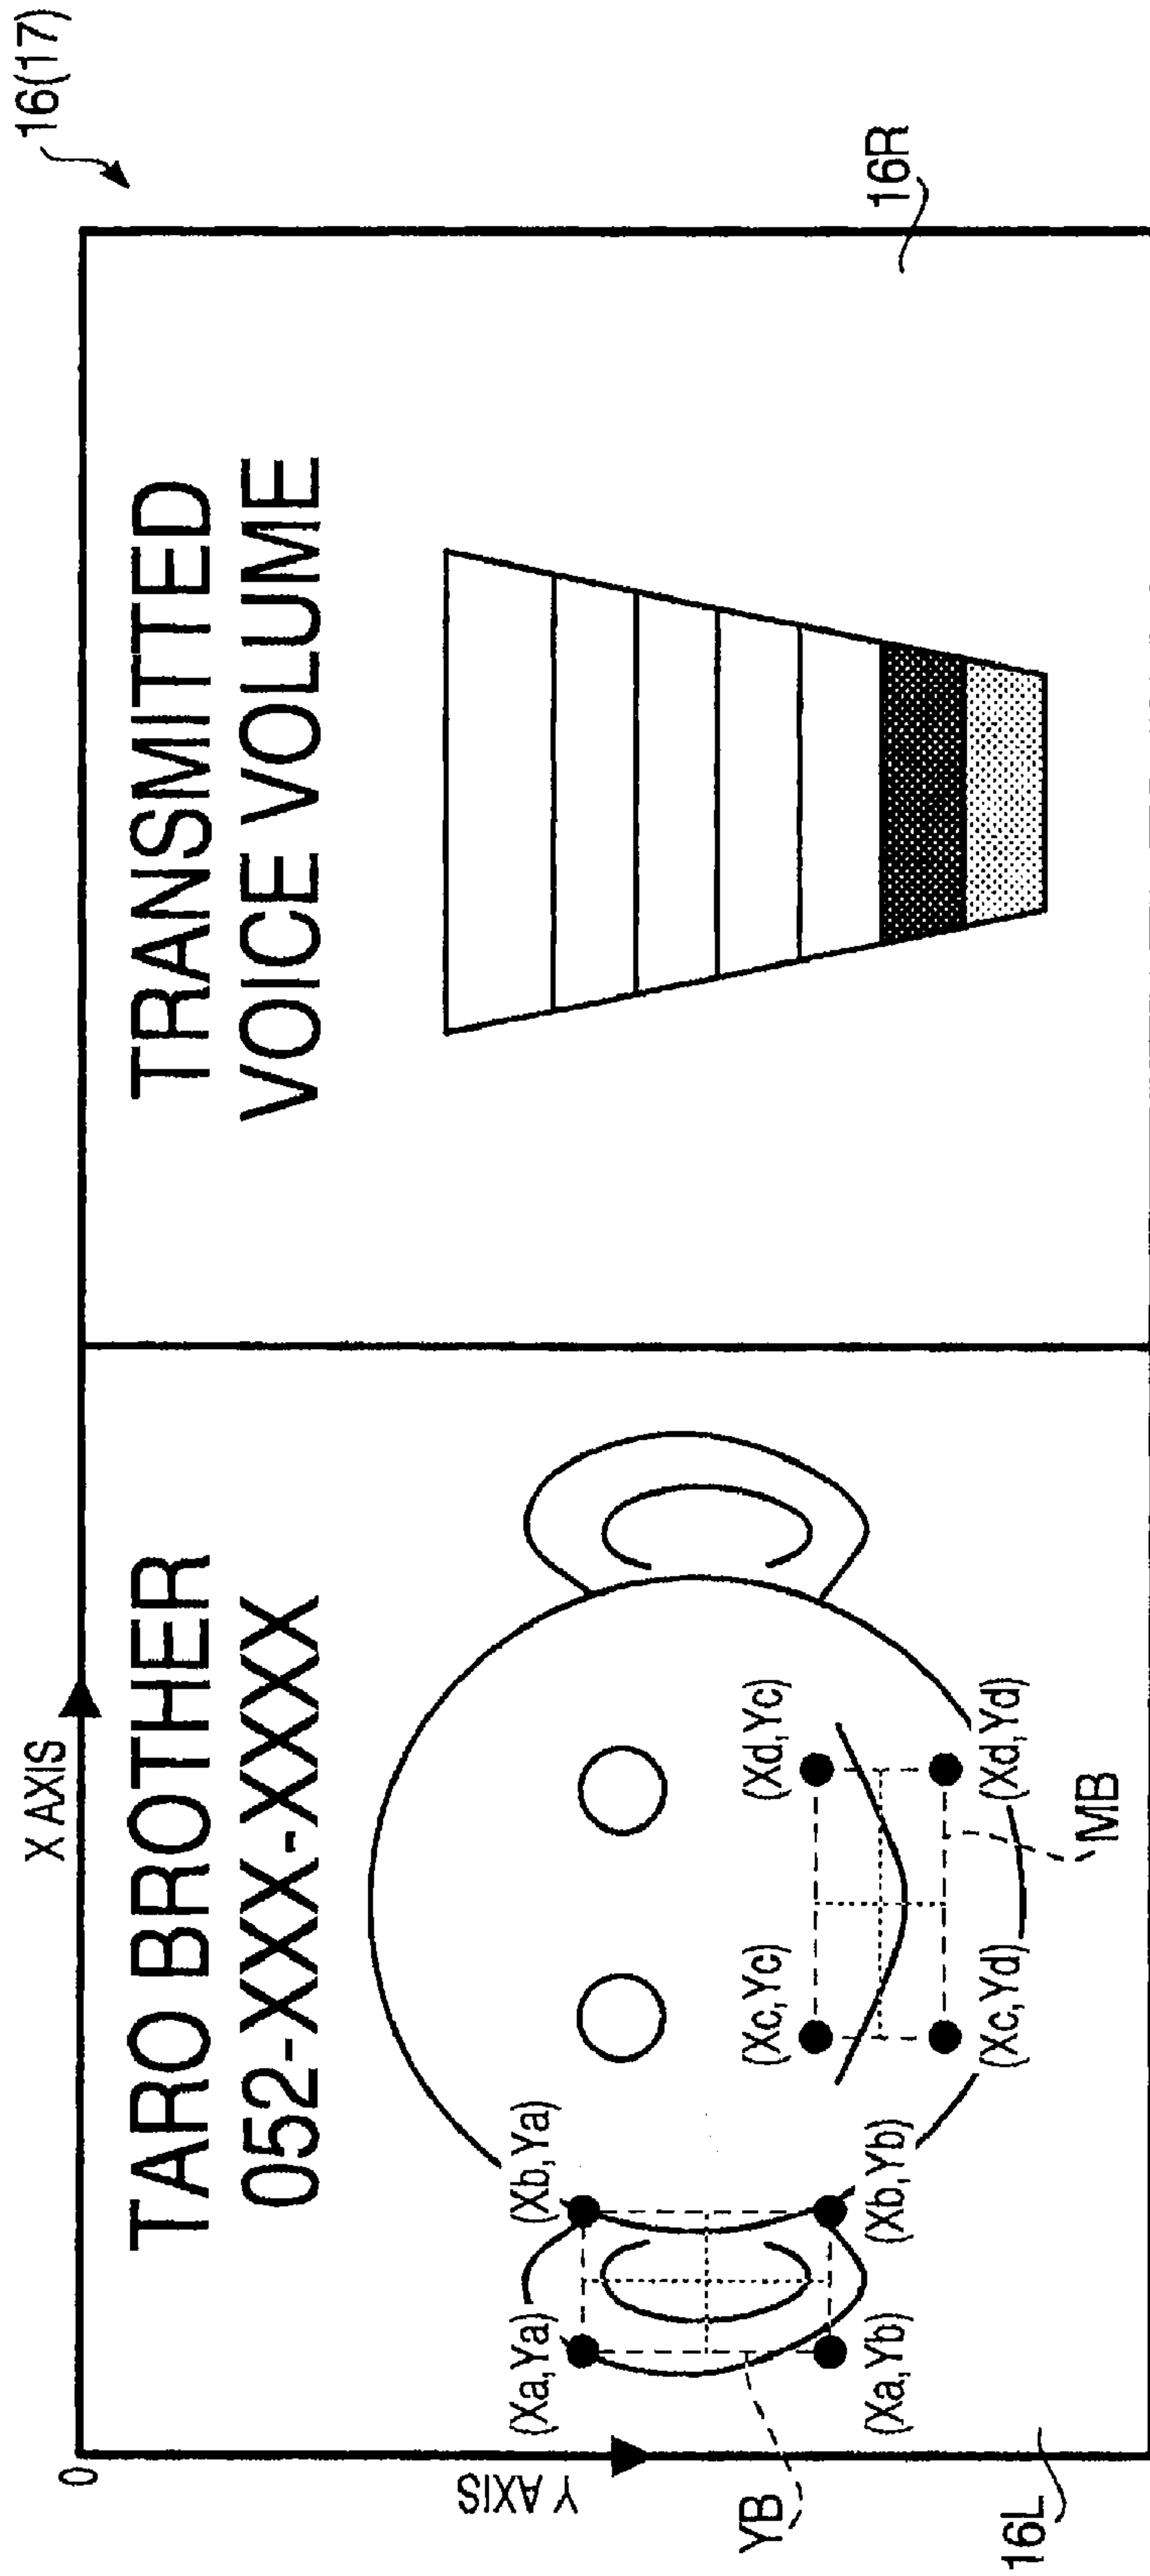 16(17)
X AXIS
0
Y AXIS
TARO BROTHER
052-XXX-XXXX
TRANSMITTED
VOICE VOLUME
(Xa,Ya)
(Xb,Ya)
(Xa,Yb)
(Xb,Yb)
(Xc,Yc)
(Xd,Yc)
(Xc,Yd)
(Xd,Yd)
YB
MB
16L
16R